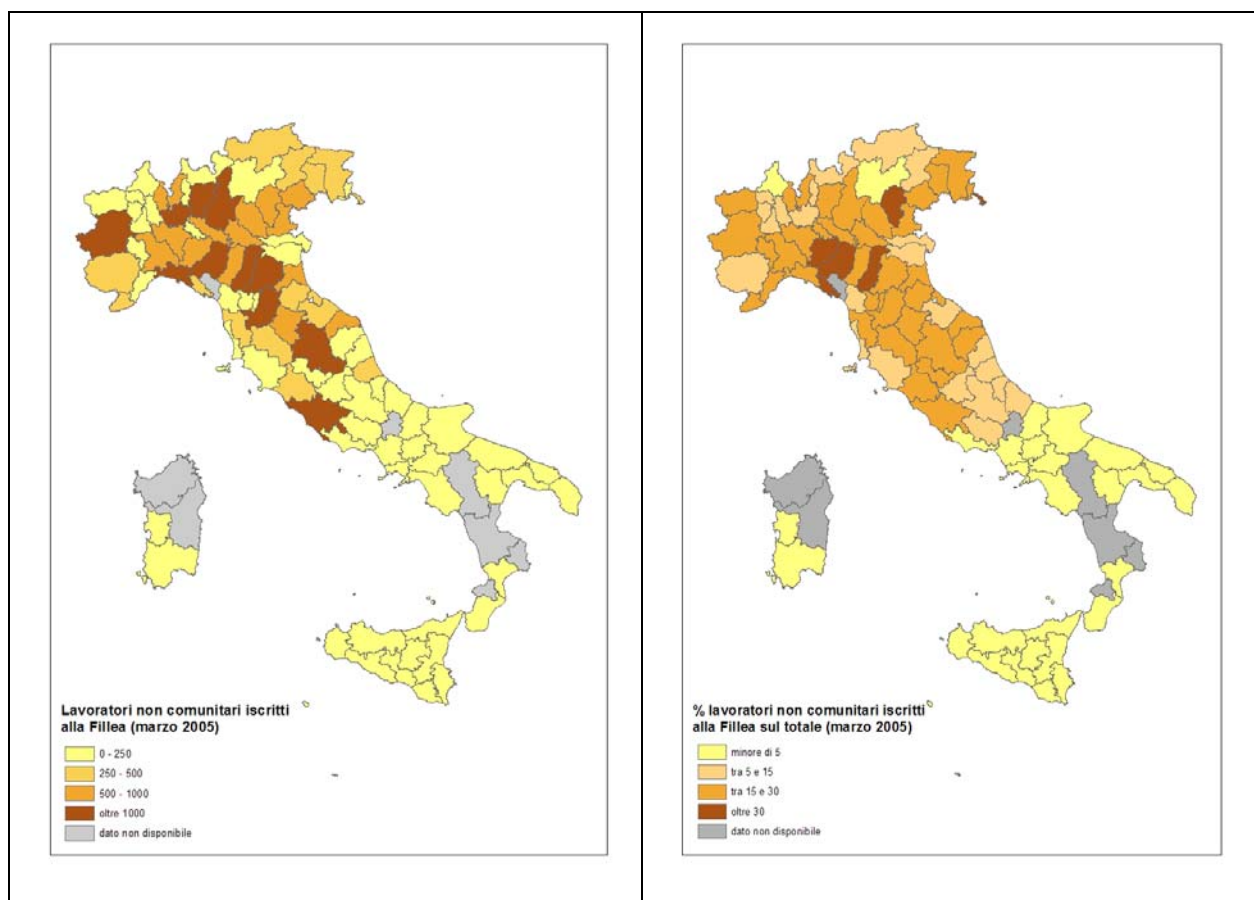 Lavoratori non comunitari iscritti
alla Fillea (marzo 2005)
0 - 250
250 - 500
500 - 1000
oltre 1000
dato non disponibile
% lavoratori non comunitari iscritti
alla Fillea sul totale (marzo 2005)
minore di 5
tra 5 e 15
tra 15 e 30
oltre 30
dato non disponibile